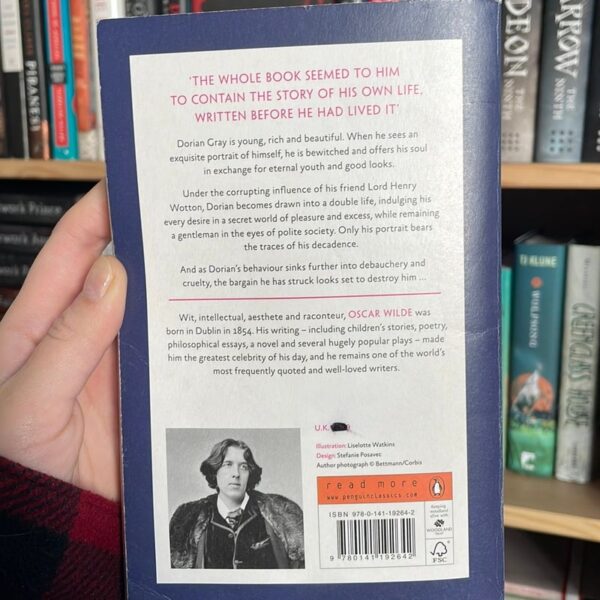 'THE WHOLE BOOK SEEMED TO HIM
TO CONTAIN THE STORY OF HIS OWN LIFE,
WRITTEN BEFORE HE HAD LIVED IT'
Dorian Gray is young, rich and beautiful. When he sees an
exquisite portrait of himself, he is bewitched and offers his soul
in exchange for eternal youth and good looks.
Under the corrupting influence of his friend Lord Henry
Wotton, Dorian becomes drawn into a double life, indulging his
every desire in a secret world of pleasure and excess, while remaining
a gentleman in the eyes of polite society. Only his portrait bears
the traces of his decadence.
And as Dorian's behaviour sinks further into debauchery and
cruelty, the bargain he has struck looks set to destroy him ...
Wit, intellectual, aesthete and raconteur, OSCAR WILDE was
born in Dublin in 1854. His writing – including children's stories, poetry,
philosophical essays, a novel and several hugely popular plays – made
him the greatest celebrity of his day, and he remains one of the world's
most frequently quoted and well-loved writers.
U.K.
Illustration: Liselotte Watkins
Design: Stefanie Posavec
Author photograph © Bettmann/Corbis
read more
www.penguinclassics.com
ISBN 978-0-141-19264-2
9 780141 192642
WOODLAND
FSC
PIRANESI
THE
NINTH
THE
NINTH
TJ KLUNE
WOLFSONG
HOUSE